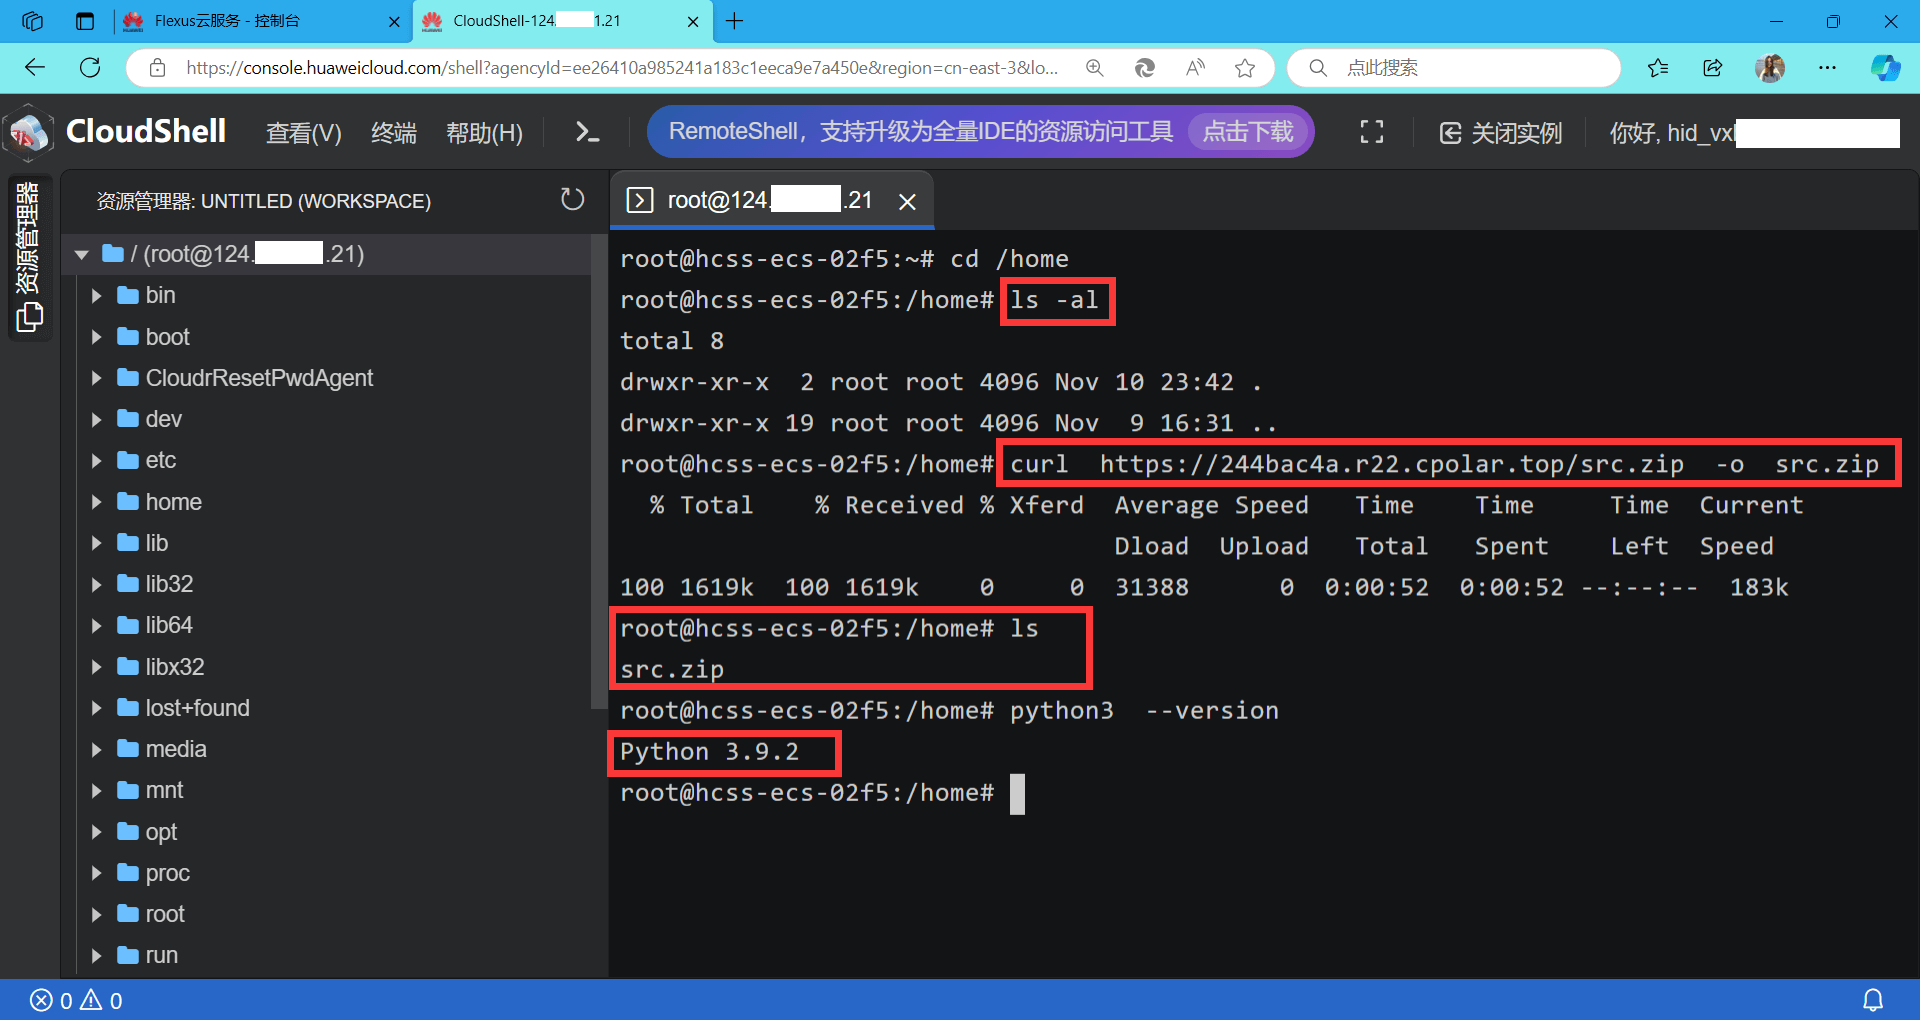 Flexus云服务 - 控制台
CloudShell-124. 1.21
https://console.huaweicloud.com/shell?agencyId=ee26410a985241a183c1eeca9e7a450e&region=cn-east-3&lo...
点此搜索
CloudShell 查看(V) 终端 帮助(H)
RemoteShell，支持升级为全量IDE的资源访问工具 点击下载
关闭实例
你好, hid_vxl
资源管理器
资源管理器: UNTITLED (WORKSPACE)
/ (root@124. .21)
bin
boot
CloudrResetPwdAgent
dev
etc
home
lib
lib32
lib64
libx32
lost+found
media
mnt
opt
proc
root
run
root@124. .21
root@hcss-ecs-02f5:~# cd /home
root@hcss-ecs-02f5:/home# ls -al
total 8
drwxr-xr-x  2 root root 4096 Nov 10 23:42 .
drwxr-xr-x 19 root root 4096 Nov  9 16:31 ..
root@hcss-ecs-02f5:/home# curl  https://244bac4a.r22.cpolar.top/src.zip  -o  src.zip
% Total    % Received % Xferd  Average Speed   Time    Time     Time  Current
Dload  Upload   Total   Spent    Left  Speed
100 1619k  100 1619k    0     0  31388      0  0:00:52  0:00:52 --:--:--  183k
root@hcss-ecs-02f5:/home# ls
src.zip
root@hcss-ecs-02f5:/home# python3  --version
Python 3.9.2
root@hcss-ecs-02f5:/home#
0 0